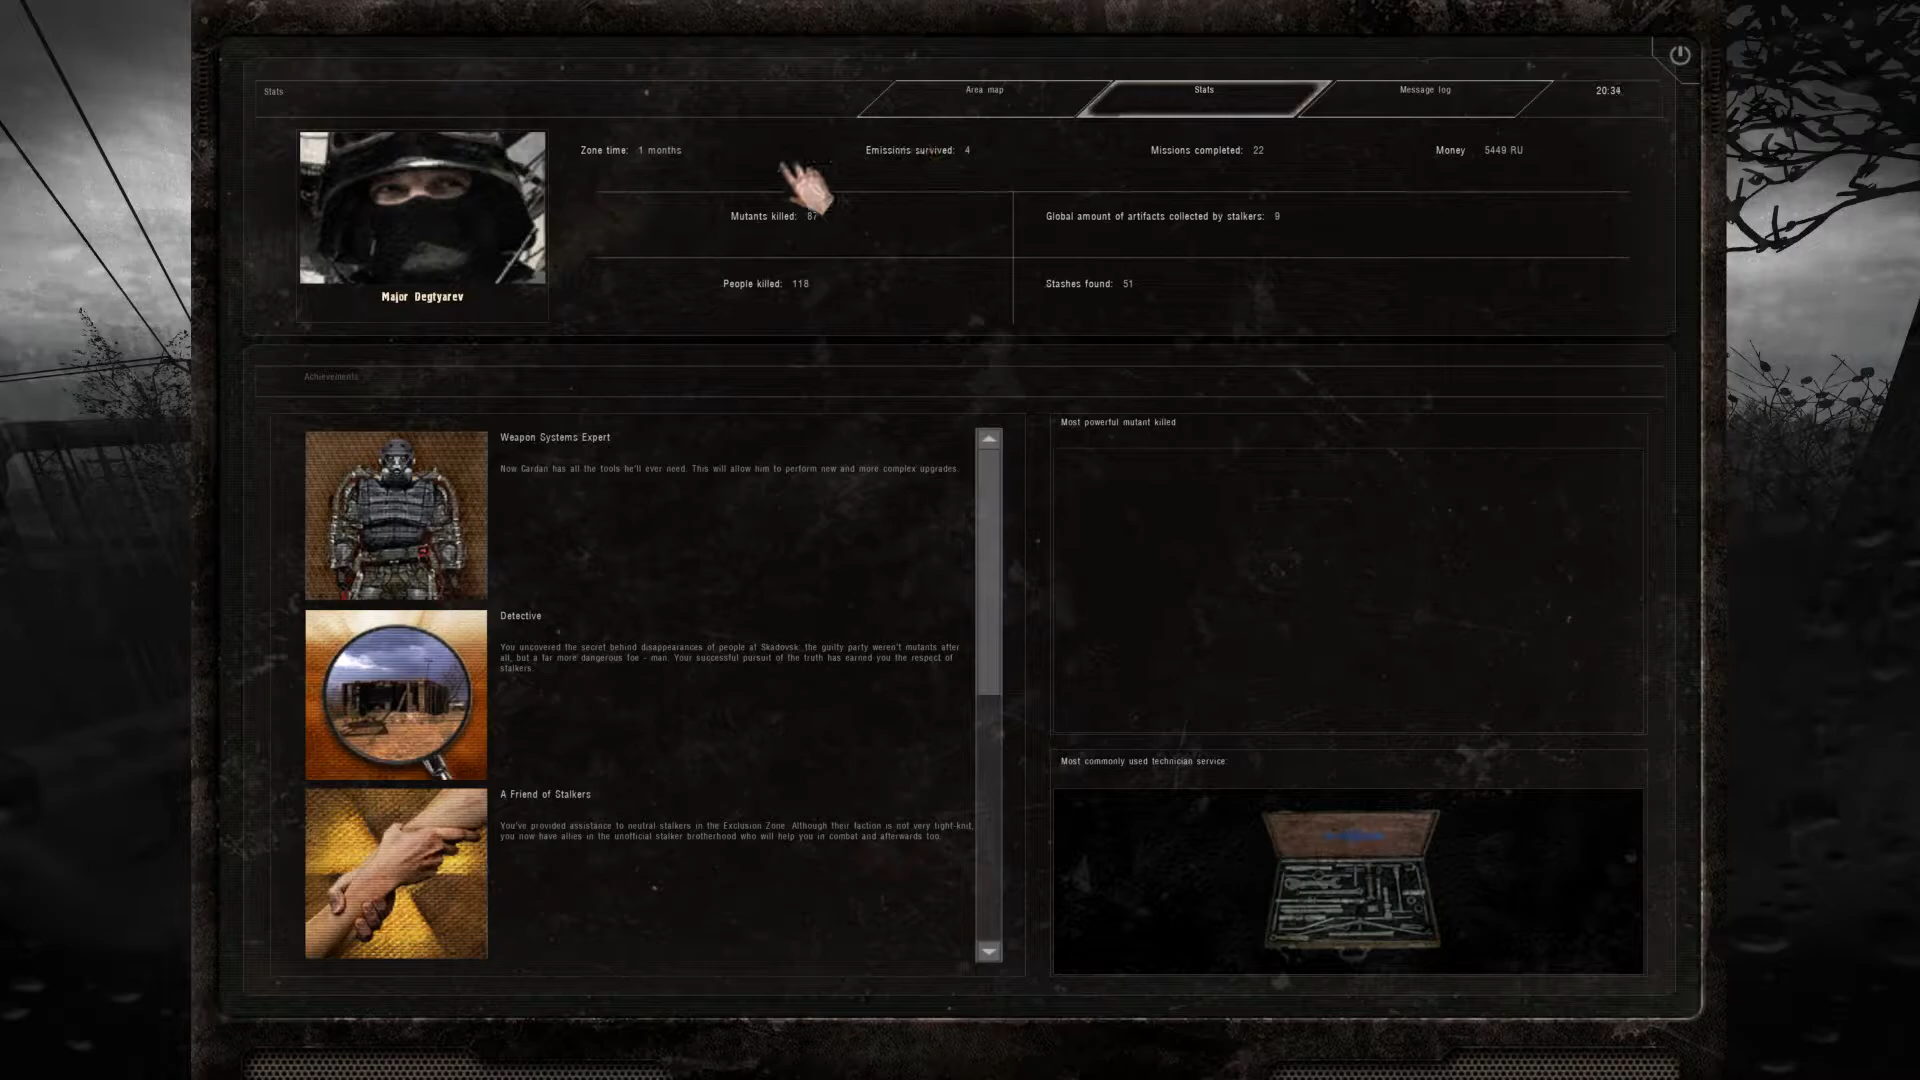 Stats
Area map
Stats
Message log
20:34
Zone time: 1 months
Emissions survived: 4
Missions completed: 22
Money 5449 RU
Mutants killed: 87
Global amount of artifacts collected by stalkers: 9
People killed: 118
Stashes found: 51
Major Degtyarev
Achievements
Weapon Systems Expert
Now Cardan has all the tools he'll ever need. This will allow him to perform new and more complex upgrades.
Detective
You uncovered the secret behind disappearances of people at Skadovsk: the guilty party weren't mutants after
all, but a far more dangerous foe - man. Your successful pursuit of the truth has earned you the respect of
stalkers.
A Friend of Stalkers
You've provided assistance to neutral stalkers in the Exclusion Zone. Although their faction is not very tight-knit,
you now have allies in the unofficial stalker brotherhood who will help you in combat and afterwards too.
Most powerful mutant killed
Most commonly used technician service: